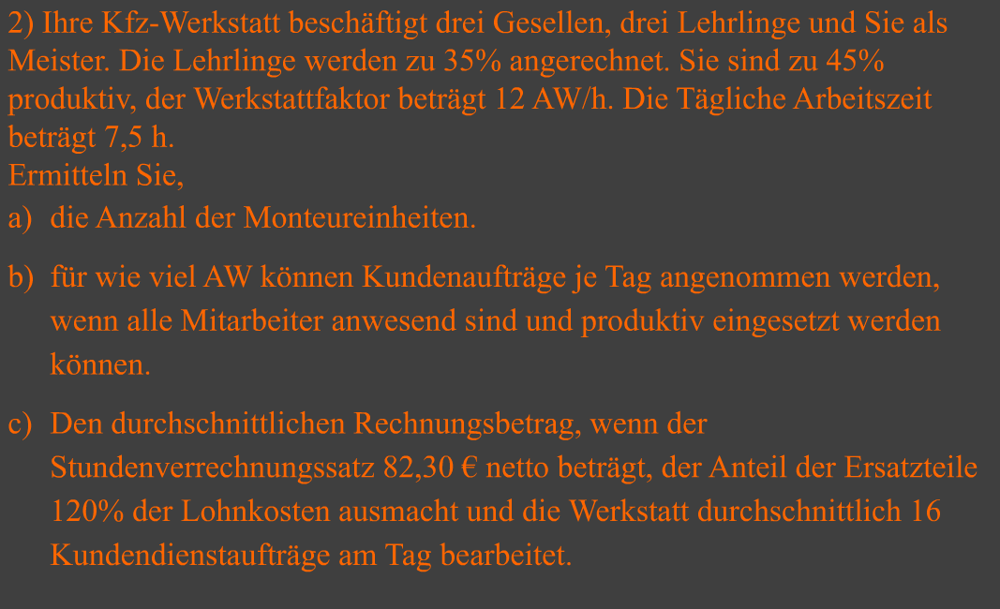 2) Ihre Kfz-Werkstatt beschäftigt drei Gesellen, drei Lehrlinge und Sie als
Meister. Die Lehrlinge werden zu 35% angerechnet. Sie sind zu 45%
produktiv, der Werkstattfaktor beträgt 12 AW/h. Die Tägliche Arbeitszeit
beträgt 7,5 h.
Ermitteln Sie,
a) die Anzahl der Monteureinheiten.
b) für wie viel AW können Kundenaufträge je Tag angenommen werden,
wenn alle Mitarbeiter anwesend sind und produktiv eingesetzt werden
können.
c) Den durchschnittlichen Rechnungsbetrag, wenn der
Stundenverrechnungssatz 82,30 € netto beträgt, der Anteil der Ersatzteile
120% der Lohnkosten ausmacht und die Werkstatt durchschnittlich 16
Kundendienstaufträge am Tag bearbeitet.